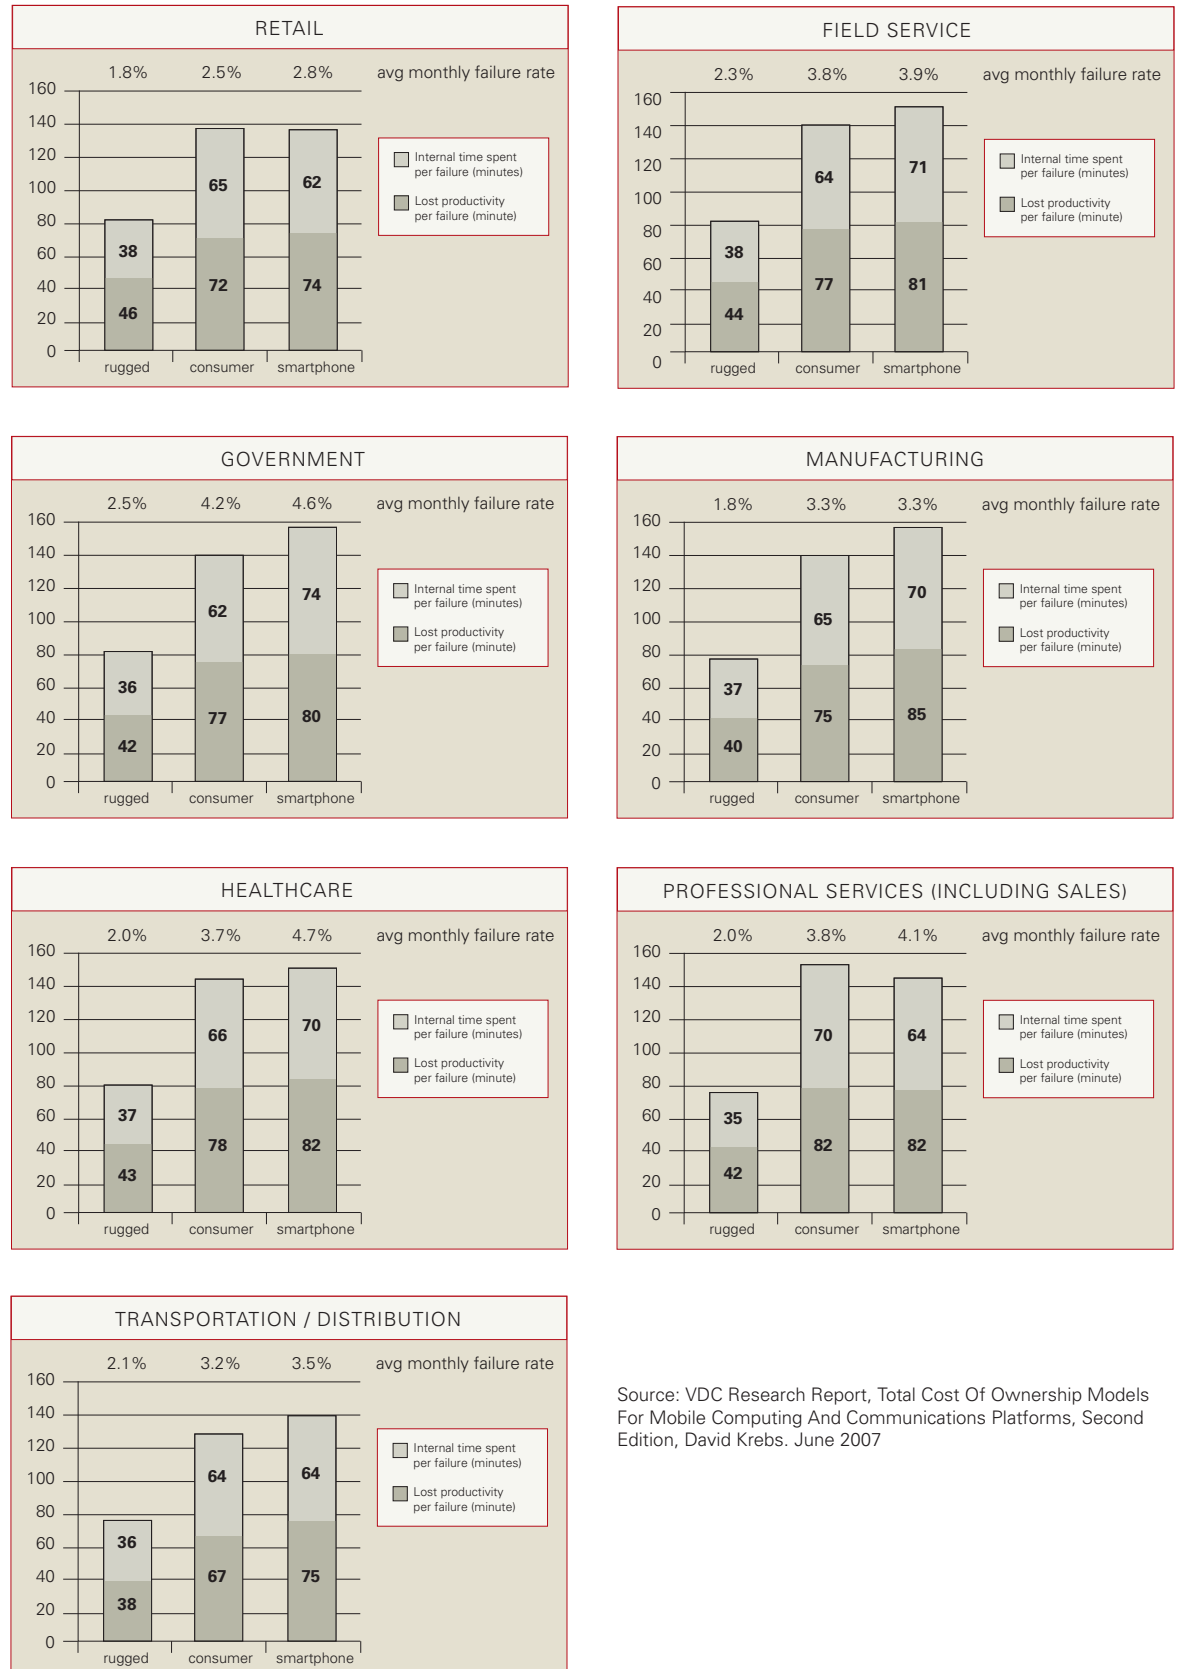 RETAIL
1.8% 2.5% 2.8% avg monthly failure rate
160
140
120
100
80
60
40
20
0
65 62
38
72 74
46
rugged consumer smartphone
Internal time spent
per failure (minutes)
Lost productivity
per failure (minute)
FIELD SERVICE
2.3% 3.8% 3.9% avg monthly failure rate
160
140
120
100
80
60
40
20
0
64 71
38
77 81
44
rugged consumer smartphone
Internal time spent
per failure (minutes)
Lost productivity
per failure (minute)
GOVERNMENT
2.5% 4.2% 4.6% avg monthly failure rate
160
140
120
100
80
60
40
20
0
62 74
36
77 80
42
rugged consumer smartphone
Internal time spent
per failure (minutes)
Lost productivity
per failure (minute)
MANUFACTURING
1.8% 3.3% 3.3% avg monthly failure rate
160
140
120
100
80
60
40
20
0
65 70
37
75 85
40
rugged consumer smartphone
Internal time spent
per failure (minutes)
Lost productivity
per failure (minute)
HEALTHCARE
2.0% 3.7% 4.7% avg monthly failure rate
160
140
120
100
80
60
40
20
0
66 70
37
78 82
43
rugged consumer smartphone
Internal time spent
per failure (minutes)
Lost productivity
per failure (minute)
PROFESSIONAL SERVICES (INCLUDING SALES)
2.0% 3.8% 4.1% avg monthly failure rate
160
140
120
100
80
60
40
20
0
70 64
35
82 82
42
rugged consumer smartphone
Internal time spent
per failure (minutes)
Lost productivity
per failure (minute)
TRANSPORTATION / DISTRIBUTION
2.1% 3.2% 3.5% avg monthly failure rate
160
140
120
100
80
60
40
20
0
64 64
36
67 75
38
rugged consumer smartphone
Internal time spent
per failure (minutes)
Lost productivity
per failure (minute)
Source: VDC Research Report, Total Cost Of Ownership Models
For Mobile Computing And Communications Platforms, Second
Edition, David Krebs. June 2007